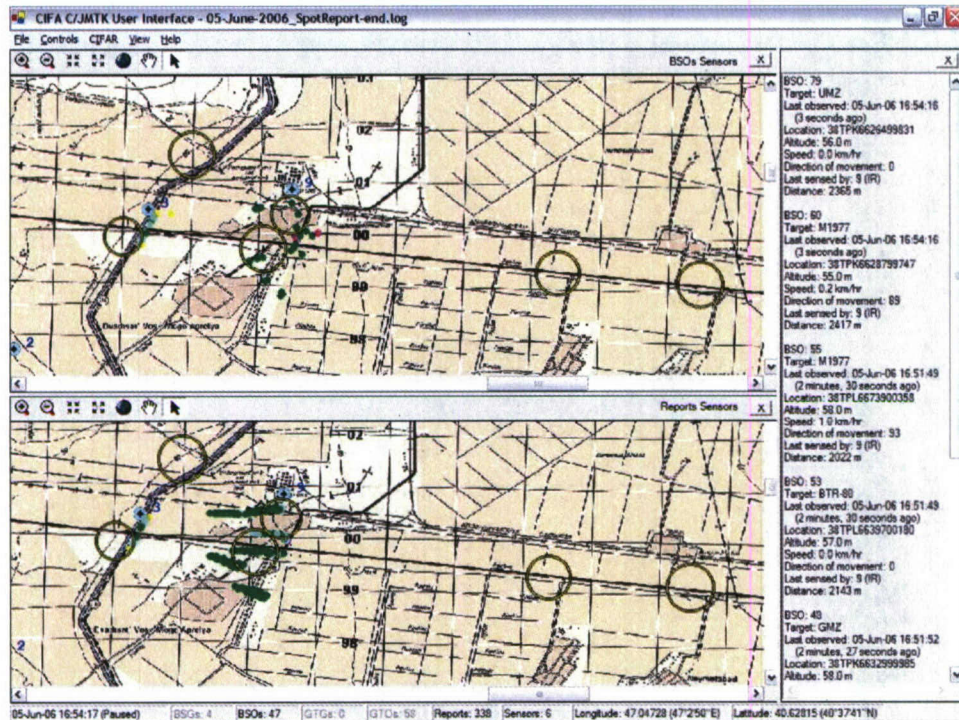 CIFA C/JMTK User Interface - 05-June-2006_SpotReport-end.log
File Controls CIFAR View Help
BSOs Sensors X
X
02
01
00
99
98
2
Reports Sensors X
02
01
00
99
98
2
BSO: 79
Target: UMZ
Last observed: 05-Jun-06 16:54:16
(3 seconds ago)
Location: 38TPK6626499831
Altitude: 56.0 m
Speed: 0.0 km/hr
Direction of movement: 0
Last sensed by: 9 (IR)
Distance: 2365 m
BSO: 60
Target: M1977
Last observed: 05-Jun-06 16:54:16
(3 seconds ago)
Location: 38TPK6628799747
Altitude: 55.0 m
Speed: 0.2 km/hr
Direction of movement: 89
Last sensed by: 9 (IR)
Distance: 2417 m
BSO: 55
Target: M1977
Last observed: 05-Jun-06 16:51:49
(2 minutes, 30 seconds ago)
Location: 38TPL6673900358
Altitude: 58.0 m
Speed: 1.0 km/hr
Direction of movement: 93
Last sensed by: 9 (IR)
Distance: 2022 m
BSO: 53
Target: BTR-80
Last observed: 05-Jun-06 16:51:49
(2 minutes, 30 seconds ago)
Location: 38TPL6639700180
Altitude: 57.0 m
Speed: 0.0 km/hr
Direction of movement: 0
Last sensed by: 9 (IR)
Distance: 2143 m
BSO: 48
Target: GMZ
Last observed: 05-Jun-06 16:51:52
(2 minutes, 27 seconds ago)
Location: 38TPK6632999985
Altitude: 58.0 m
05-Jun-06 16:54:17 (Paused) BSGs: 4 BSOs: 47 GTGs: 0 GTOs: 58 Reports: 338 Sensors: 6 Longitude: 47.04728 (47°2'50"E) Latitude: 40.62815 (40°37'41"N)